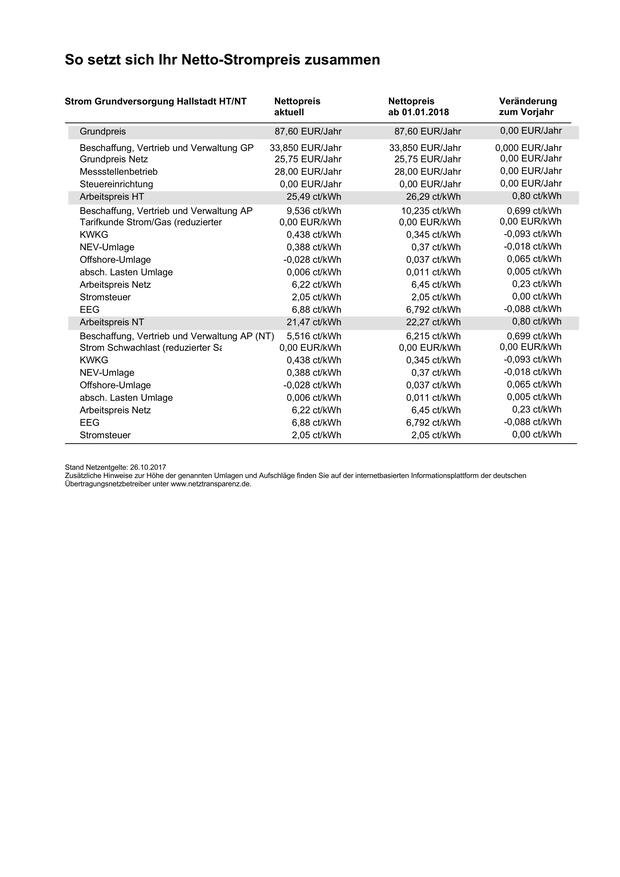 So setzt sich Ihr Netto-Strompreis zusammen
Strom Grundversorgung Hallstadt HT/NT Nettopreis aktuell Nettopreis ab 01.01.2018 Veränderung zum Vorjahr
Grundpreis 87,60 EUR/Jahr 87,60 EUR/Jahr 0,00 EUR/Jahr
Beschaffung, Vertrieb und Verwaltung GP 33,850 EUR/Jahr 33,850 EUR/Jahr 0,000 EUR/Jahr
Grundpreis Netz 25,75 EUR/Jahr 25,75 EUR/Jahr 0,00 EUR/Jahr
Messstellenbetrieb 28,00 EUR/Jahr 28,00 EUR/Jahr 0,00 EUR/Jahr
Steuereinrichtung 0,00 EUR/Jahr 0,00 EUR/Jahr 0,00 EUR/Jahr
Arbeitspreis HT 25,49 ct/kWh 26,29 ct/kWh 0,80 ct/kWh
Beschaffung, Vertrieb und Verwaltung AP 9,536 ct/kWh 10,235 ct/kWh 0,699 ct/kWh
Tarifkunde Strom/Gas (reduzierter 0,00 EUR/kWh 0,00 EUR/kWh 0,00 EUR/kWh
KWKG 0,438 ct/kWh 0,345 ct/kWh -0,093 ct/kWh
NEV-Umlage 0,388 ct/kWh 0,37 ct/kWh -0,018 ct/kWh
Offshore-Umlage -0,028 ct/kWh 0,037 ct/kWh 0,065 ct/kWh
absch. Lasten Umlage 0,006 ct/kWh 0,011 ct/kWh 0,005 ct/kWh
Arbeitspreis Netz 6,22 ct/kWh 6,45 ct/kWh 0,23 ct/kWh
Stromsteuer 2,05 ct/kWh 2,05 ct/kWh 0,00 ct/kWh
EEG 6,88 ct/kWh 6,792 ct/kWh -0,088 ct/kWh
Arbeitspreis NT 21,47 ct/kWh 22,27 ct/kWh 0,80 ct/kWh
Beschaffung, Vertrieb und Verwaltung AP (NT) 5,516 ct/kWh 6,215 ct/kWh 0,699 ct/kWh
Strom Schwachlast (reduzierter Sa 0,00 EUR/kWh 0,00 EUR/kWh 0,00 EUR/kWh
KWKG 0,438 ct/kWh 0,345 ct/kWh -0,093 ct/kWh
NEV-Umlage 0,388 ct/kWh 0,37 ct/kWh -0,018 ct/kWh
Offshore-Umlage -0,028 ct/kWh 0,037 ct/kWh 0,065 ct/kWh
absch. Lasten Umlage 0,006 ct/kWh 0,011 ct/kWh 0,005 ct/kWh
Arbeitspreis Netz 6,22 ct/kWh 6,45 ct/kWh 0,23 ct/kWh
EEG 6,88 ct/kWh 6,792 ct/kWh -0,088 ct/kWh
Stromsteuer 2,05 ct/kWh 2,05 ct/kWh 0,00 ct/kWh
Stand Netzentgelte: 26.10.2017
Zusätzliche Hinweise zur Höhe der genannten Umlagen und Aufschläge finden Sie auf der internetbasierten Informationsplattform der deutschen
Übertragungsnetzbetreiber unter www.netztransparenz.de.